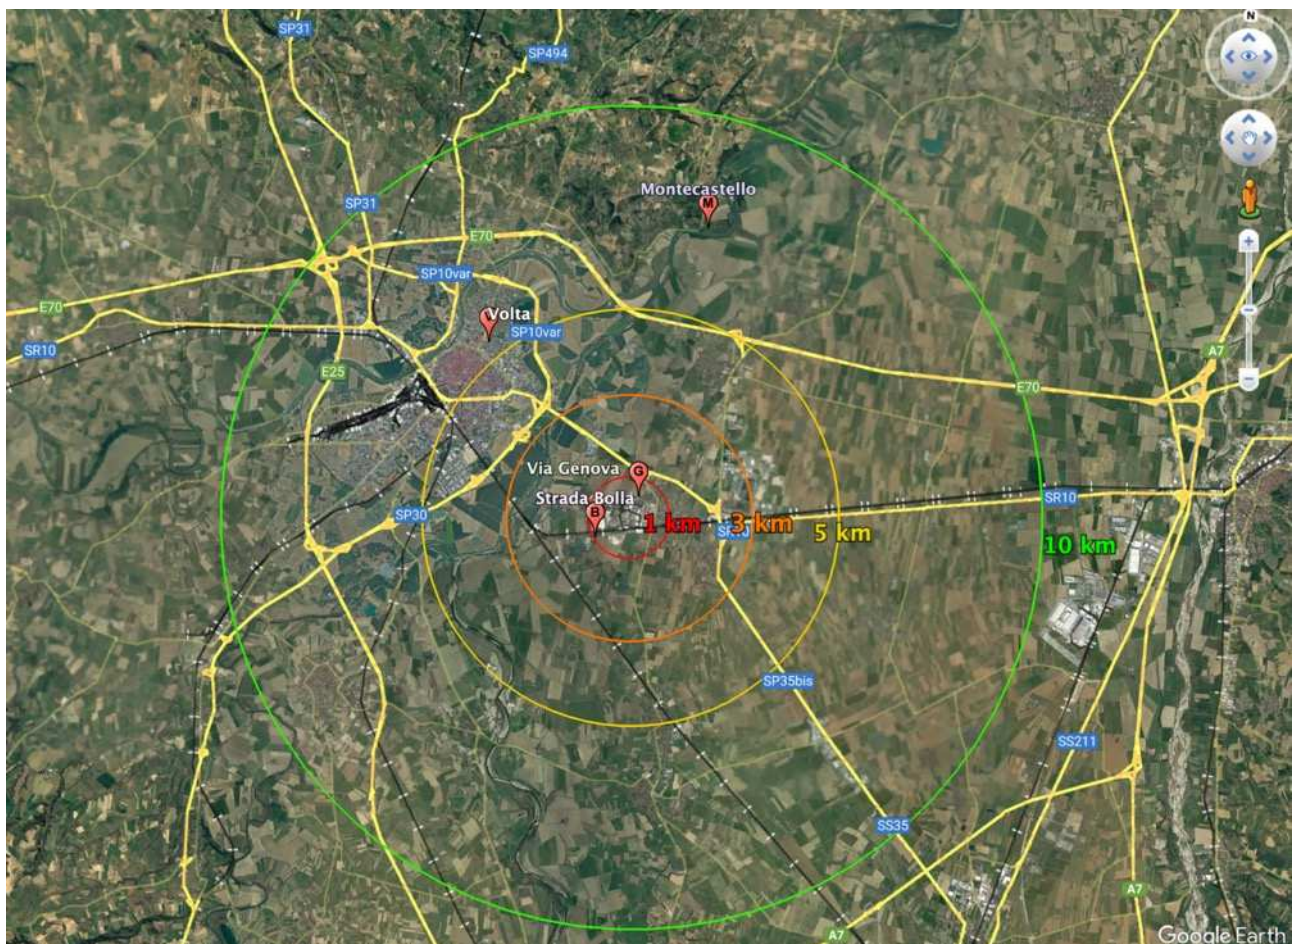 SP31
SP494
N
Montecastello
M
SP31
E70
SP10var
E70
Volta
SP10var
SR10
E25
A7
E70
Via Genova
G
Strada Bolla
B
SP30
1 km
SR10
3 km
5 km
SR10
10 km
SP35bis
SS211
SS35
A7
A7
Google Earth